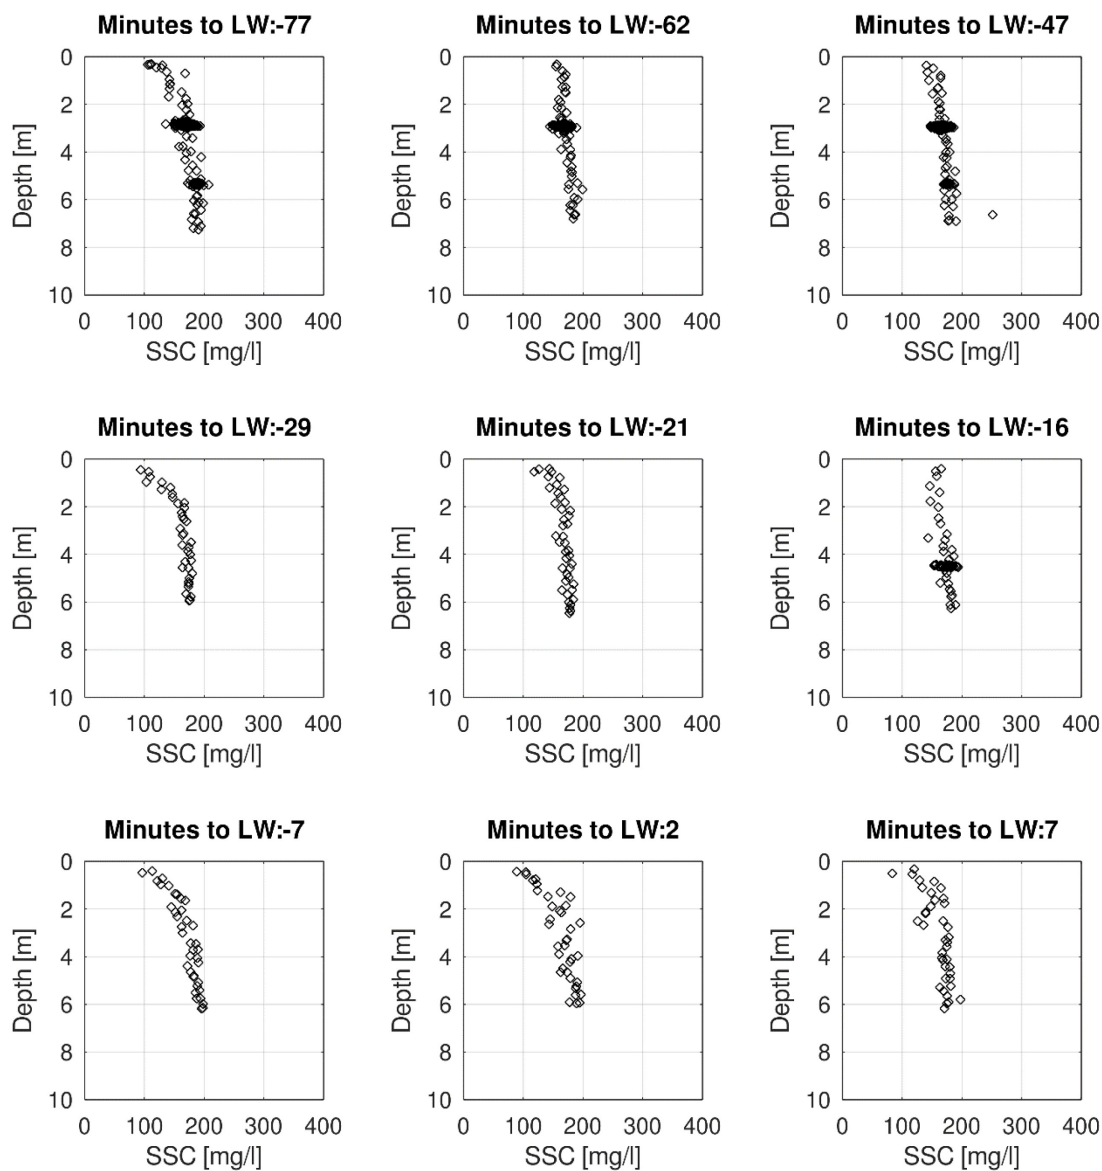 Minutes to LW:-77
Minutes to LW:-62
Minutes to LW:-47
0
2
4
6
8
10
Depth [m]
0 100 200 300 400
SSC [mg/l]
0
2
4
6
8
10
Depth [m]
0 100 200 300 400
SSC [mg/l]
0
2
4
6
8
10
Depth [m]
0 100 200 300 400
SSC [mg/l]
Minutes to LW:-29
Minutes to LW:-21
Minutes to LW:-16
0
2
4
6
8
10
Depth [m]
0 100 200 300 400
SSC [mg/l]
0
2
4
6
8
10
Depth [m]
0 100 200 300 400
SSC [mg/l]
0
2
4
6
8
10
Depth [m]
0 100 200 300 400
SSC [mg/l]
Minutes to LW:-7
Minutes to LW:2
Minutes to LW:7
0
2
4
6
8
10
Depth [m]
0 100 200 300 400
SSC [mg/l]
0
2
4
6
8
10
Depth [m]
0 100 200 300 400
SSC [mg/l]
0
2
4
6
8
10
Depth [m]
0 100 200 300 400
SSC [mg/l]